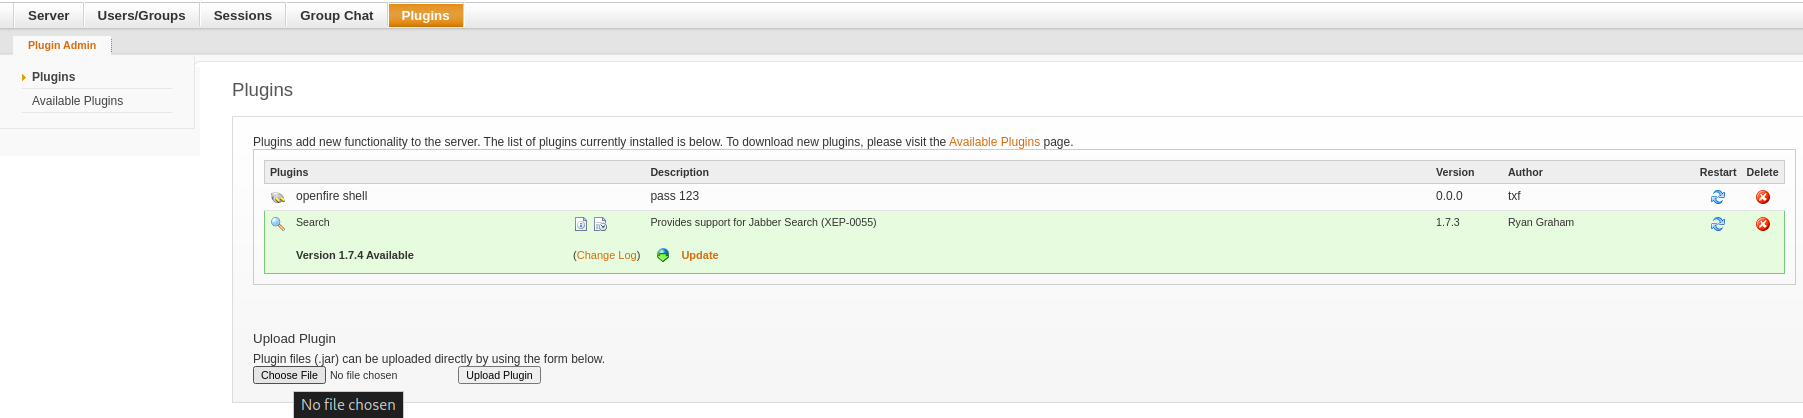 Server Users/Groups Sessions Group Chat Plugins
Plugin Admin
Plugins
Available Plugins
Plugins
Plugins add new functionality to the server. The list of plugins currently installed is below. To download new plugins, please visit the Available Plugins page.
Plugins Description Version Author Restart Delete
openfire shell pass 123 0.0.0 txf
Search Provides support for Jabber Search (XEP-0055) 1.7.3 Ryan Graham
Version 1.7.4 Available (Change Log) Update
Upload Plugin
Plugin files (.jar) can be uploaded directly by using the form below.
Choose File No file chosen Upload Plugin
No file chosen